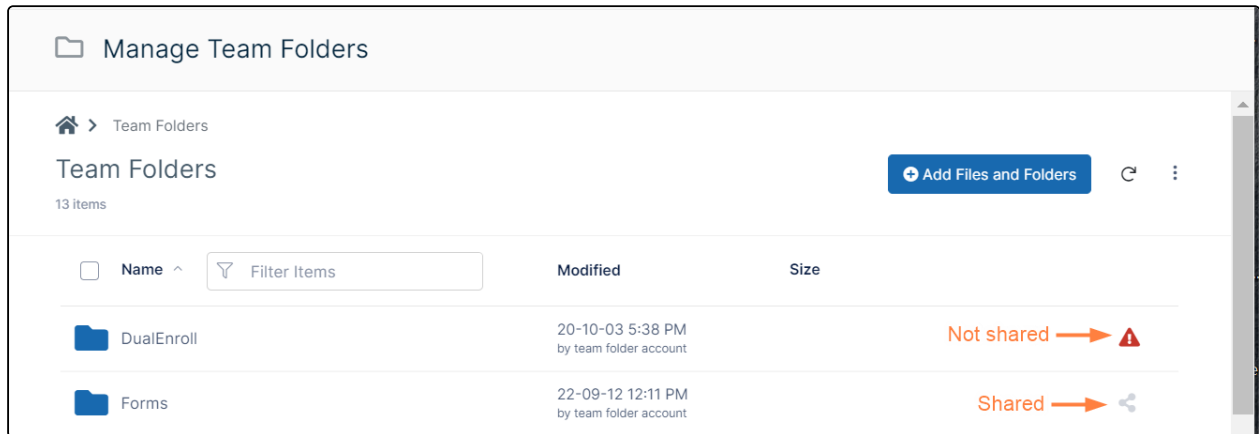 Manage Team Folders
Team Folders
Team Folders
Add Files and Folders
13 items
Name
Filter Items
Modified
Size
DualEnroll
20-10-03 5:38 PM
by team folder account
Not shared
Forms
22-09-12 12:11 PM
by team folder account
Shared